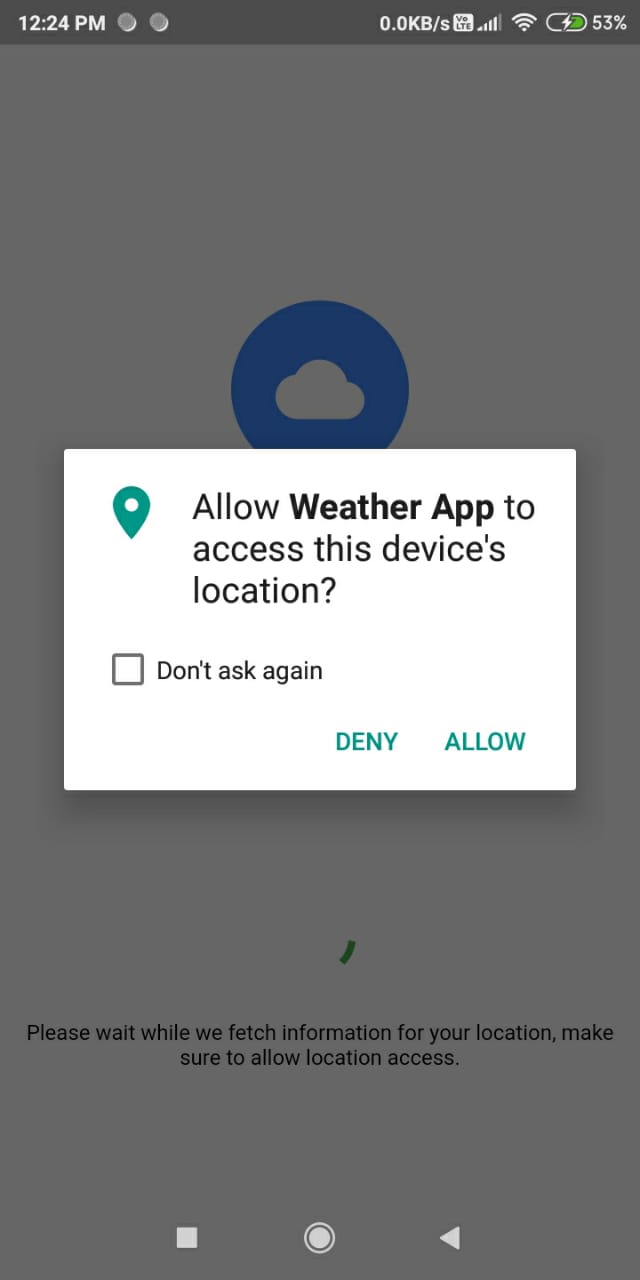 12:24 PM 0.0KB/s Vo LTE 53%
Allow Weather App to
access this device's
location?
Don't ask again
DENY ALLOW
Please wait while we fetch information for your location, make
sure to allow location access.